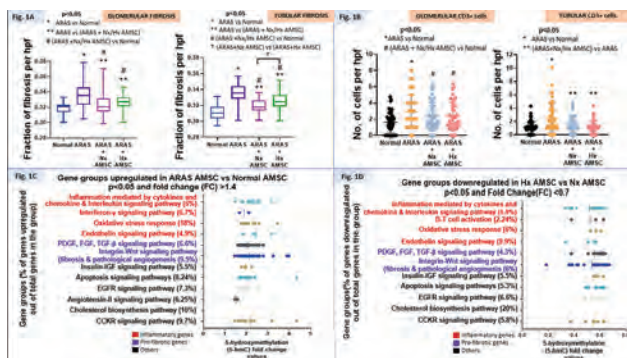 Fig. 1A
GLOMERULAR FIBROSIS
TUBULAR FIBROSIS
p<0.05
* ARAS vs Normal
** ARAS vs (ARAS + Nx/Hx AMSC)
# (ARAS +Nx/Hx AMSC) vs Normal
p<0.05
* ARAS vs Normal
** ARAS vs (ARAS + Nx/Hx AMSC)
# (ARAS+Nx/Hx AMSC) vs Normal
(ARAS+Nx AMSC) vs (ARAS+Hx AMSC)
Fraction of fibrosis per hpf
Normal
ARAS
ARAS + Nx AMSC
ARAS + Hx AMSC
Fraction of fibrosis per hpf
Normal
ARAS
ARAS + Nx AMSC
ARAS + Hx AMSC
Fig. 1B
GLOMERULAR CD3+ cells
TUBULAR CD3+ cells
p<0.05
*ARAS vs Normal
# (ARAS + Nx/Hx AMSC) vs Normal
p<0.05
*ARAS vs Normal
** (ARAS+Nx/Hx AMSC) vs ARAS
No. of cells per hpf
Normal
ARAS
ARAS + Nx AMSC
ARAS + Hx AMSC
No. of cells per hpf
Normal
ARAS
ARAS + Nx AMSC
ARAS + Hx AMSC
Fig. 1C
Gene groups upregulated in ARAS AMSC vs Normal AMSC
p<0.05 and fold change (FC) >1.4
Gene groups (% of genes upregulated out of total genes in the group)
Inflammation mediated by cytokines and
chemokine & Interleukin signaling pathway (4%)
Interferon-γ signaling pathway (6.7%)
Oxidative stress response (18%)
Endothelin signaling pathway (4.9%)
PDGF, FGF, TGF-β signaling pathway (6.6%)
Integrin-Wnt signaling pathway
(fibrosis & pathological angiogenesis (9.5%)
Insulin-IGF signaling pathway (5.5%)
Apoptosis signaling pathway (8.24%)
EGFR signaling pathway (7.3%)
Angiotensin-II signaling pathway (6.25%)
Cholesterol biosynthesis pathway (10%)
CCKR signaling pathway (9.7%)
Inflammatory genes
Pro-fibrotic genes
Others
5-hydroxymethylation
(5-hmC) fold change
Fig. 1D
Gene groups downregulated in Hx AMSC vs Nx AMSC
p<0.05 and Fold Change(FC) <0.7
Gene groups(% of genes downregulated out of total genes in the group)
Inflammation mediated by cytokines and
chemokine & Interleukin signaling pathway
T cell activation (2.24%)
Oxidative stress response (6%)
Endothelin signaling pathway (9.9%)
PDGF, FGF, TGF-β signaling pathway (4.3%)
Integrin-Wnt signaling pathway
(fibrosis & pathological angiogenesis (6%)
Insulin-IGF signaling pathway (5.5%)
Apoptosis signaling pathway (5.2%)
EGFR signaling pathway (6.6%)
Cholesterol biosynthesis pathway (20%)
CCKR signaling pathway (5.8%)
Inflammatory genes
Pro-fibrotic genes
Others
5-hydroxymethylation
(5-hmC) fold change